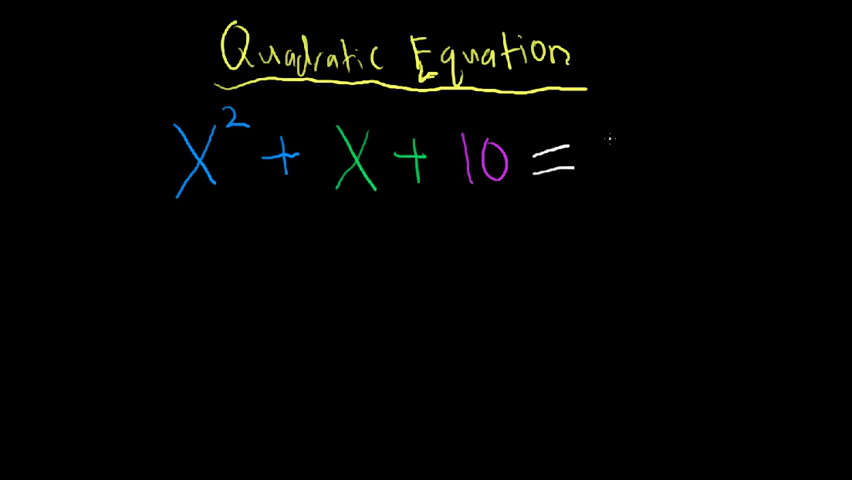 Quadratic Equation
X² + X + 10 =